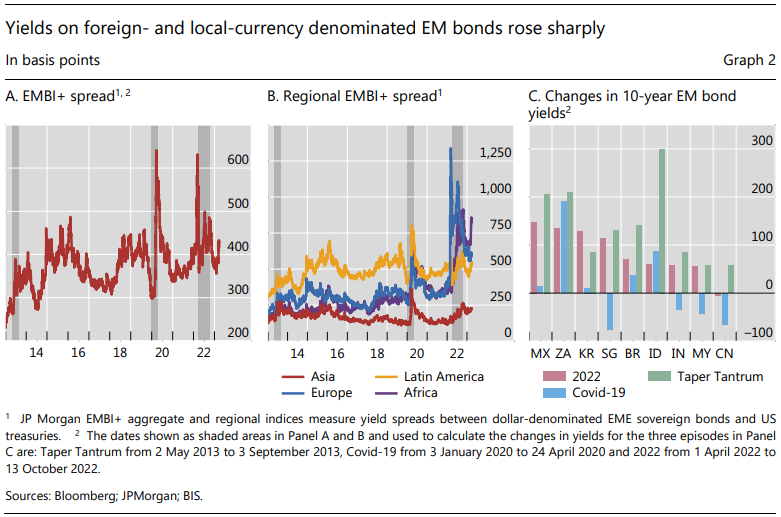 Yields on foreign- and local-currency denominated EM bonds rose sharply
In basis points
Graph 2
A. EMBI+ spread1, 2
B. Regional EMBI+ spread1
C. Changes in 10-year EM bond
yields2
600
500
400
300
200
14 16 18 20 22
1,250
1,000
750
500
250
0
14 16 18 20 22
Asia
Latin America
Europe
Africa
300
200
100
0
–100
MX ZA KR SG BR ID IN MY CN
2022
Taper Tantrum
Covid-19
1 JP Morgan EMBI+ aggregate and regional indices measure yield spreads between dollar-denominated EME sovereign bonds and US
treasuries. 2 The dates shown as shaded areas in Panel A and B and used to calculate the changes in yields for the three episodes in Panel
C are: Taper Tantrum from 2 May 2013 to 3 September 2013, Covid-19 from 3 January 2020 to 24 April 2020 and 2022 from 1 April 2022 to
13 October 2022.
Sources: Bloomberg; JPMorgan; BIS.